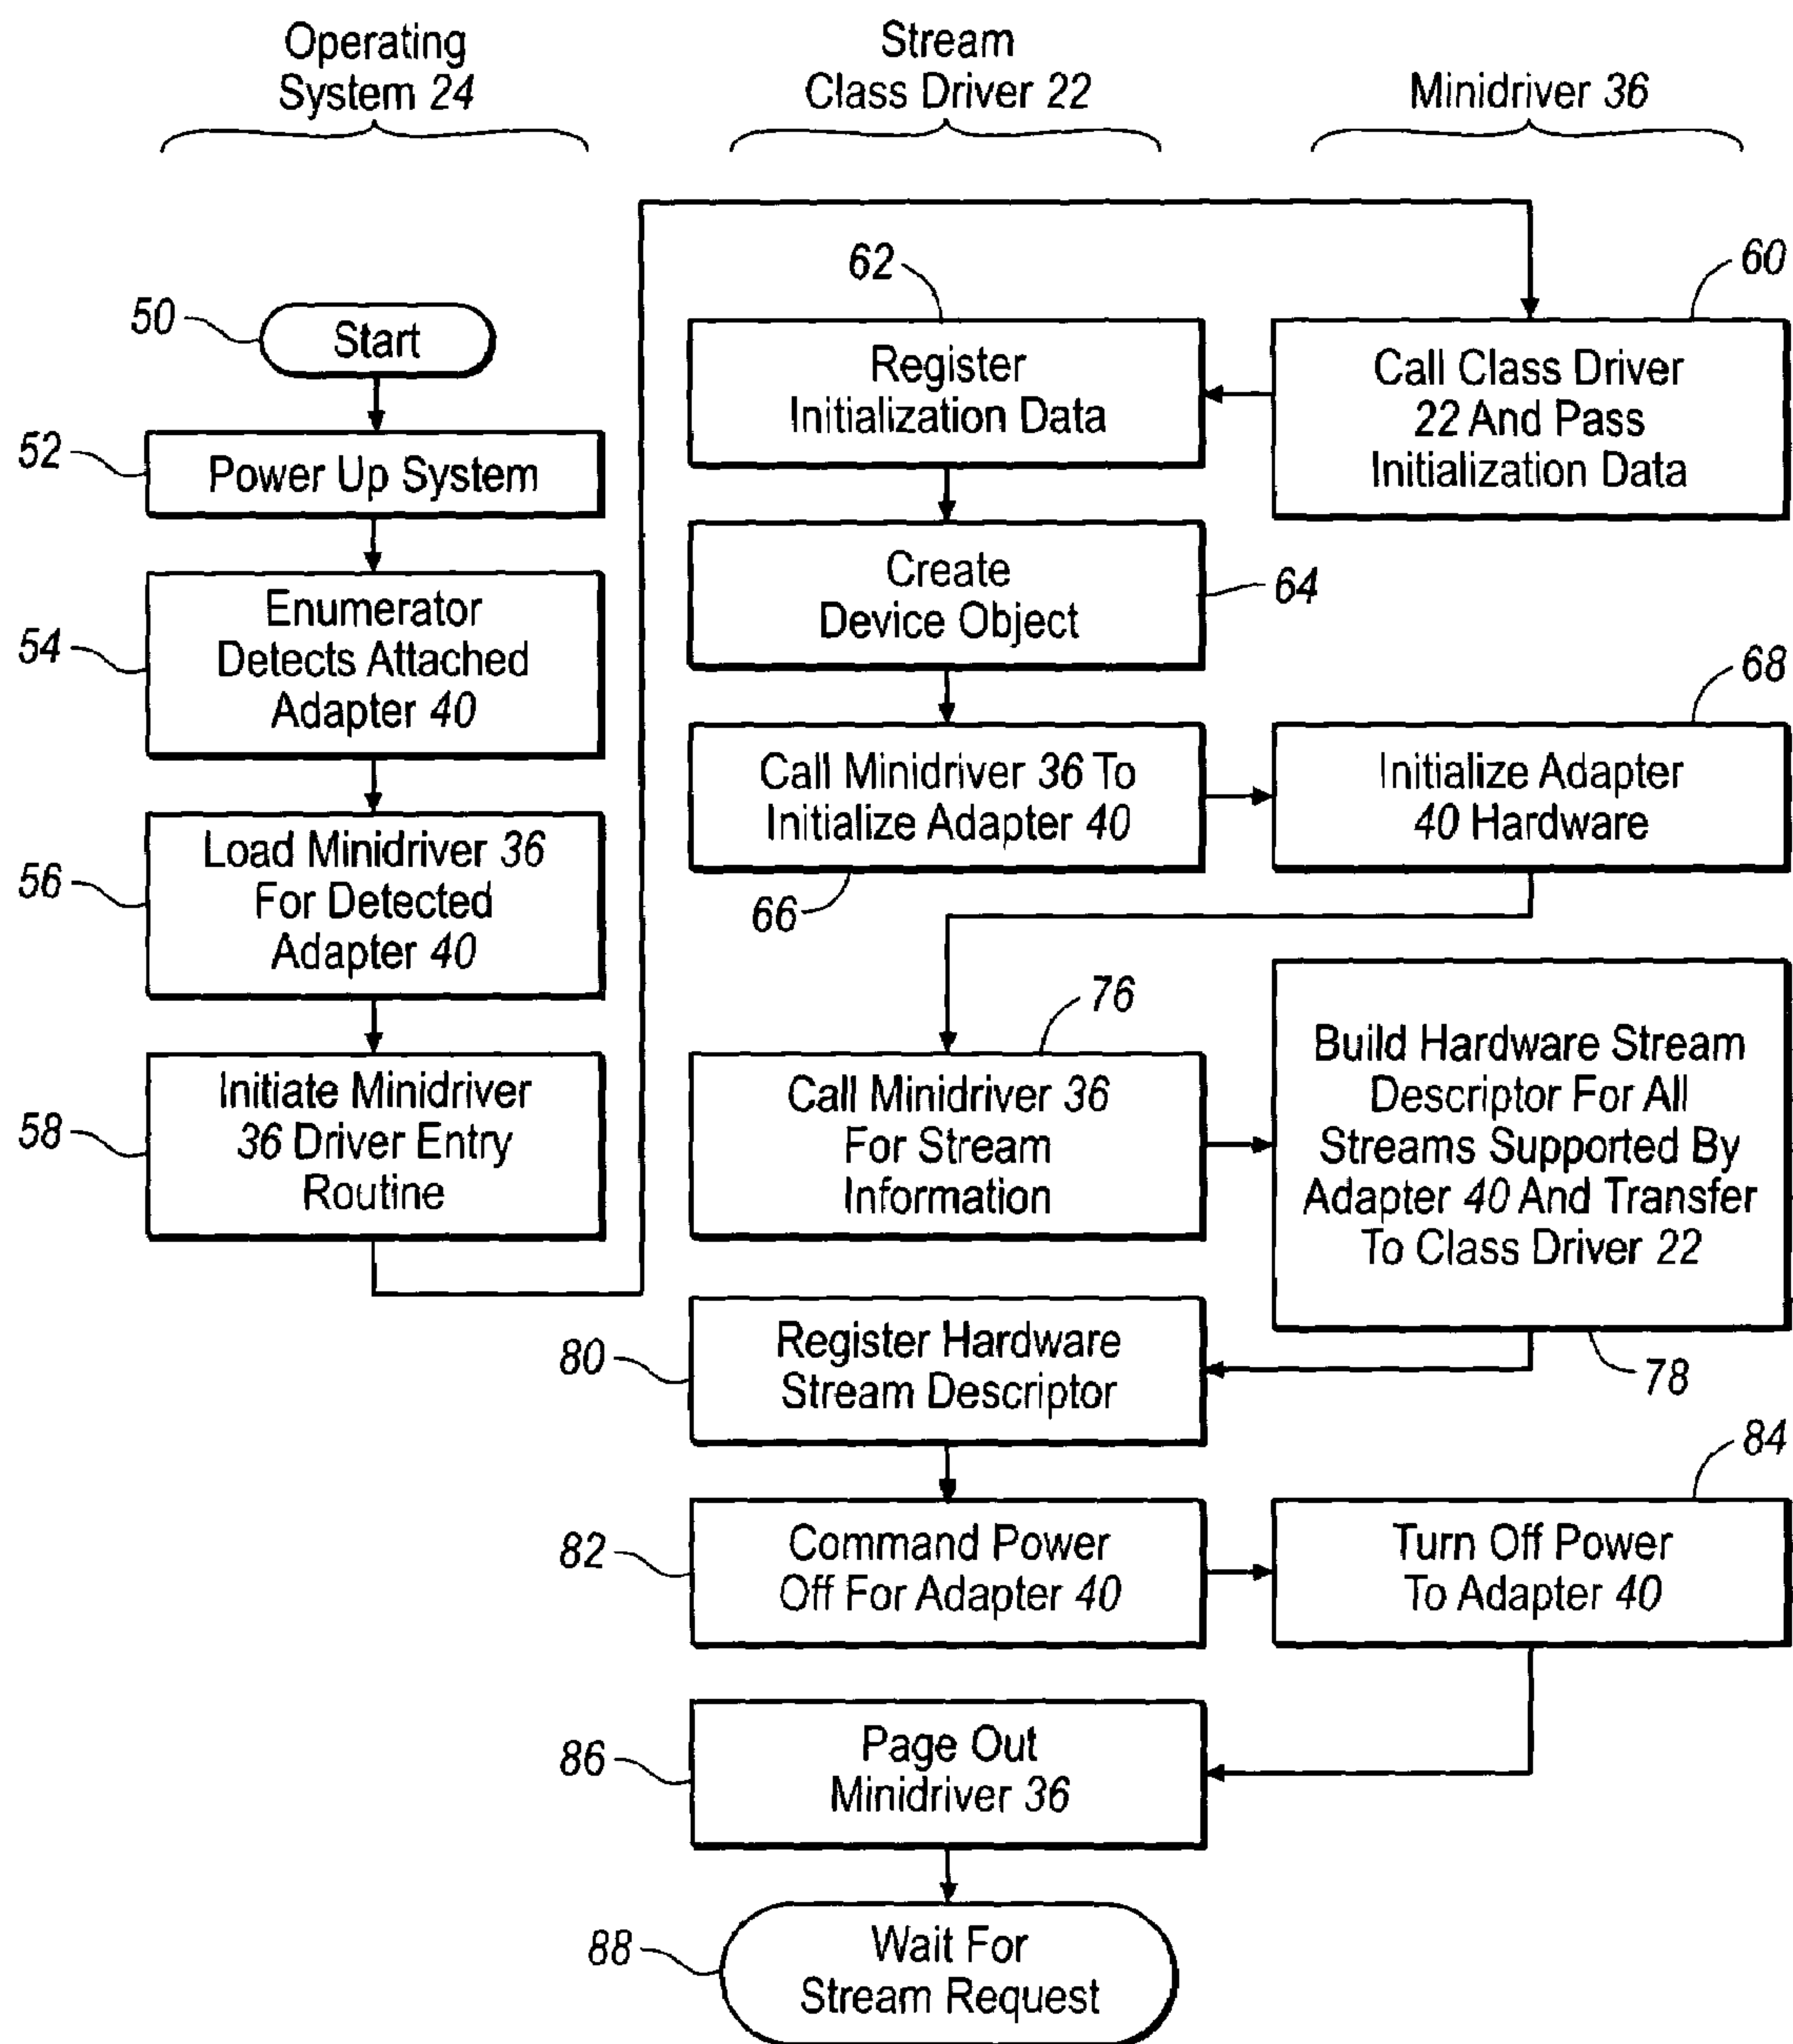 Operating
System 24
Stream
Class Driver 22
Minidriver 36
50
Start
52
Power Up System
54
Enumerator
Detects Attached
Adapter 40
56
Load Minidriver 36
For Detected
Adapter 40
58
Initiate Minidriver
36 Driver Entry
Routine
60
Call Class Driver
22 And Pass
Initialization Data
62
Register
Initialization Data
Create
Device Object
64
Call Minidriver 36 To
Initialize Adapter 40
66
68
Initialize Adapter
40 Hardware
76
Call Minidriver 36
For Stream
Information
Build Hardware Stream
Descriptor For All
Streams Supported By
Adapter 40 And Transfer
To Class Driver 22
78
80
Register Hardware
Stream Descriptor
82
Command Power
Off For Adapter 40
84
Turn Off Power
To Adapter 40
86
Page Out
Minidriver 36
88
Wait For
Stream Request